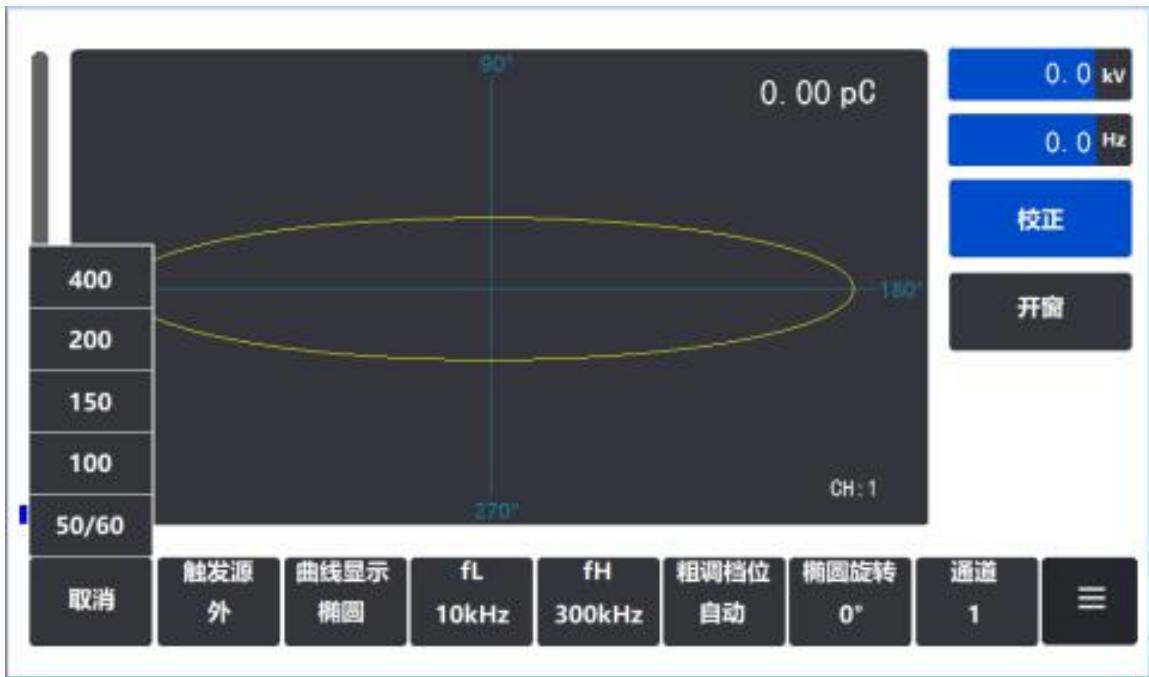 90°
0.00 pC
0.0 kV
0.0 Hz
校正
180°
开窗
400
200
150
100
50/60
CH:1
270°
取消
触发源
外
曲线显示
椭圆
fL
10kHz
fH
300kHz
粗调档位
自动
椭圆旋转
0°
通道
1